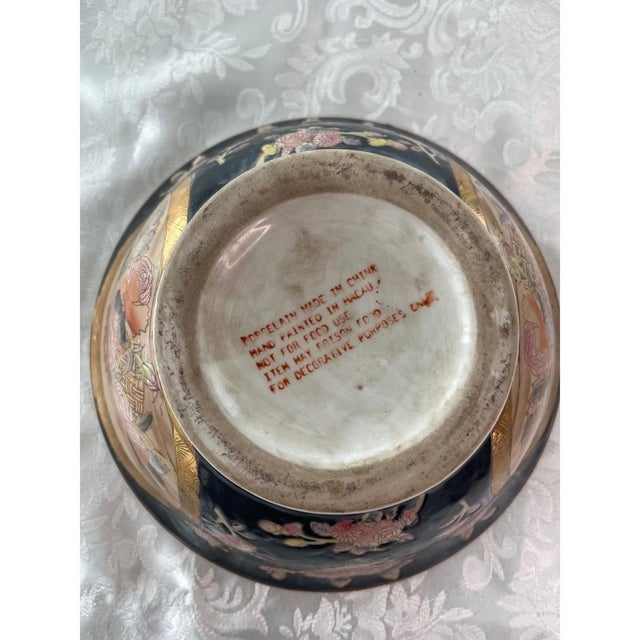 PORCELAIN MADE IN CHINA
HAND PAINTED IN MACAU
NOT FOR FOOD USE
ITEM MAY POISON FOOD
FOR DECORATIVE PURPOSES